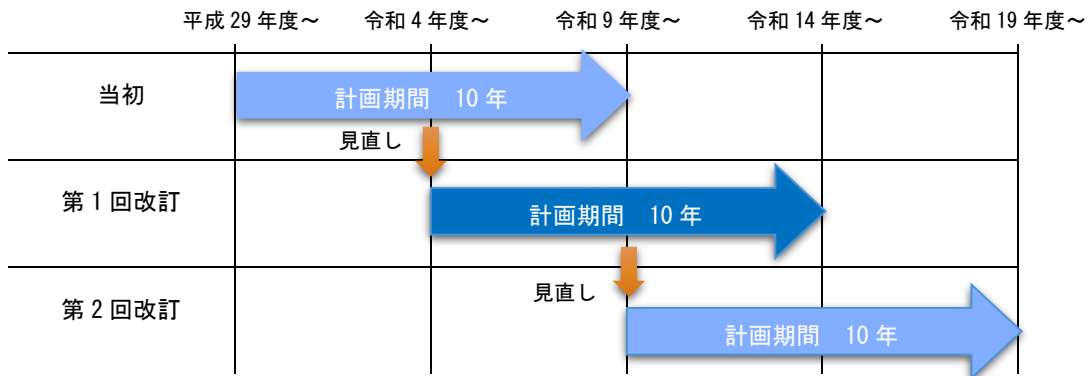 平成 29 年度～ 令和 4 年度～ 令和 9 年度～ 令和 14 年度～ 令和 19 年度～
当初
計画期間 10 年
見直し
第 1 回改訂
計画期間 10 年
見直し
第 2 回改訂
計画期間 10 年